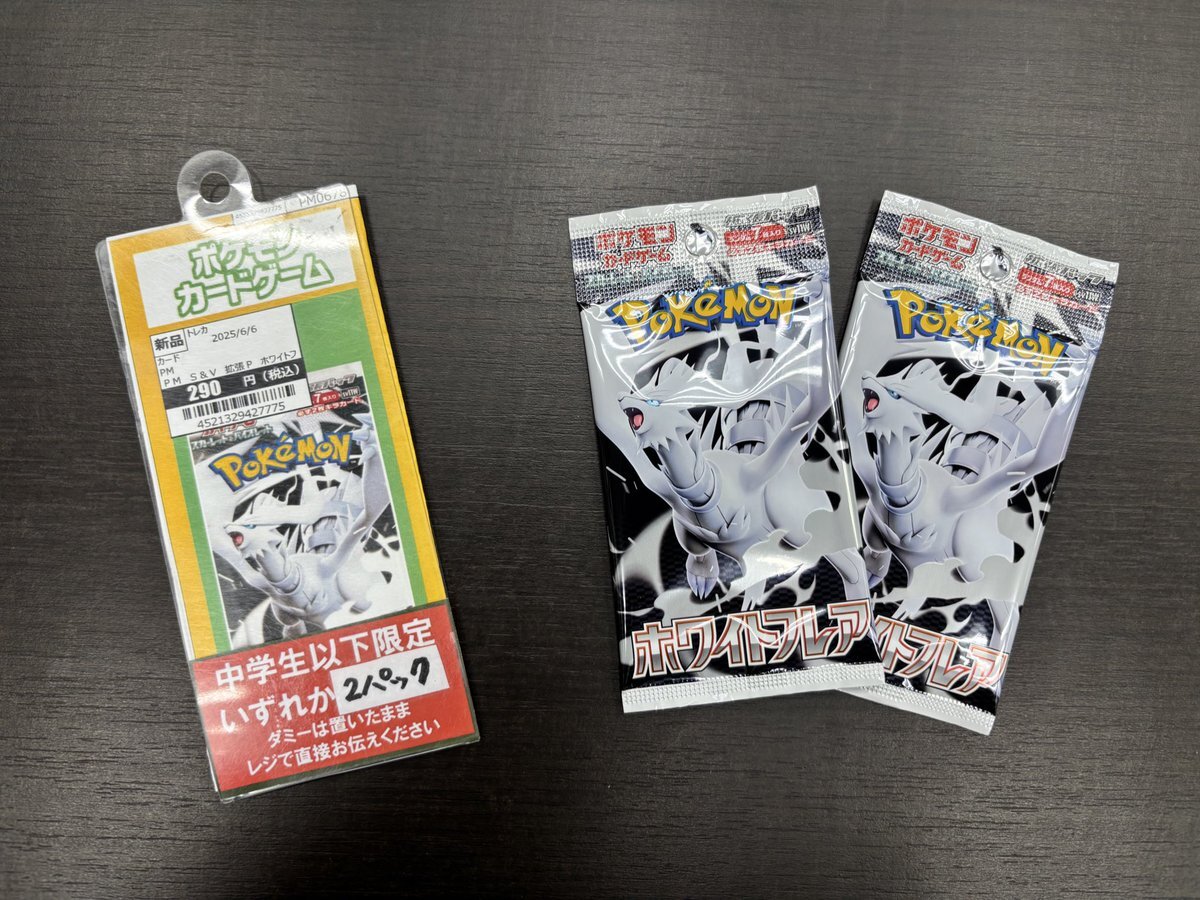 PM0678
ポケモン
カードゲーム
新品 トレカ 2025/6/6
カード
PM
PM S&V 拡張P ホワイトフ
290 円(税込)
4521329427775
POKÉMON
中学生以下限定
いずれか 2パック
ダミーは置いたまま
レジで直接お伝えください
ポケモン
カードゲーム
POKÉMON
ホワイトフレア
ポケモン
カードゲーム
POKÉMON
ホワイトフレア